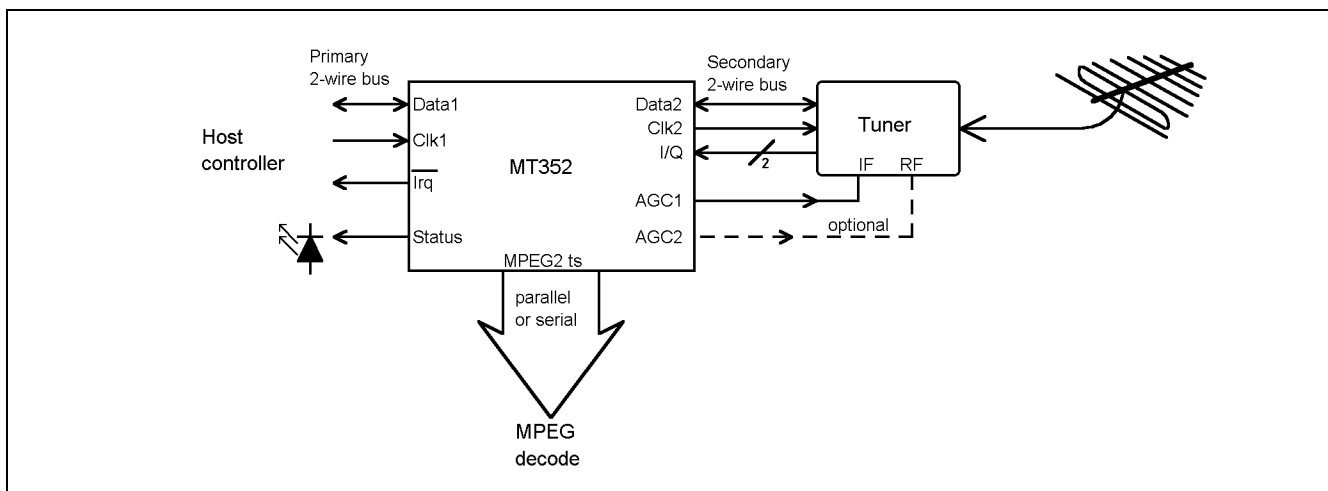 Primary
2-wire bus
Data1
Host
controller
Clk1
Irq
Status
MT352
MPEG2 ts
parallel
or serial
MPEG
decode
Secondary
2-wire bus
Data2
Clk2
I/Q
2
AGC1
AGC2
optional
Tuner
IF RF